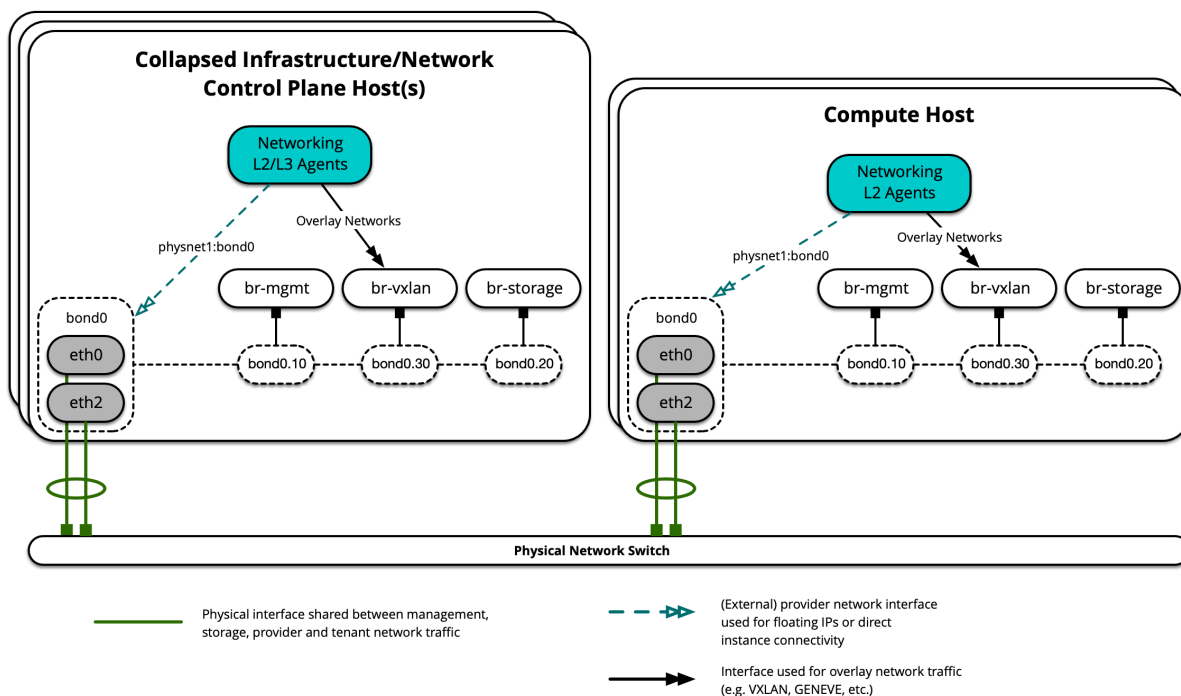 Collapsed Infrastructure/Network
Control Plane Host(s)
Networking
L2/L3 Agents
Overlay Networks
physnet1:bond0
br-mgmt
br-vxlan
br-storage
bond0
eth0
eth2
bond0.10
bond0.30
bond0.20
Compute Host
Networking
L2 Agents
Overlay Networks
physnet1:bond0
br-mgmt
br-vxlan
br-storage
bond0
eth0
eth2
bond0.10
bond0.30
bond0.20
Physical Network Switch
Physical interface shared between management,
storage, provider and tenant network traffic
(External) provider network interface
used for floating IPs or direct
instance connectivity
Interface used for overlay network traffic
(e.g. VXLAN, GENEVE, etc.)